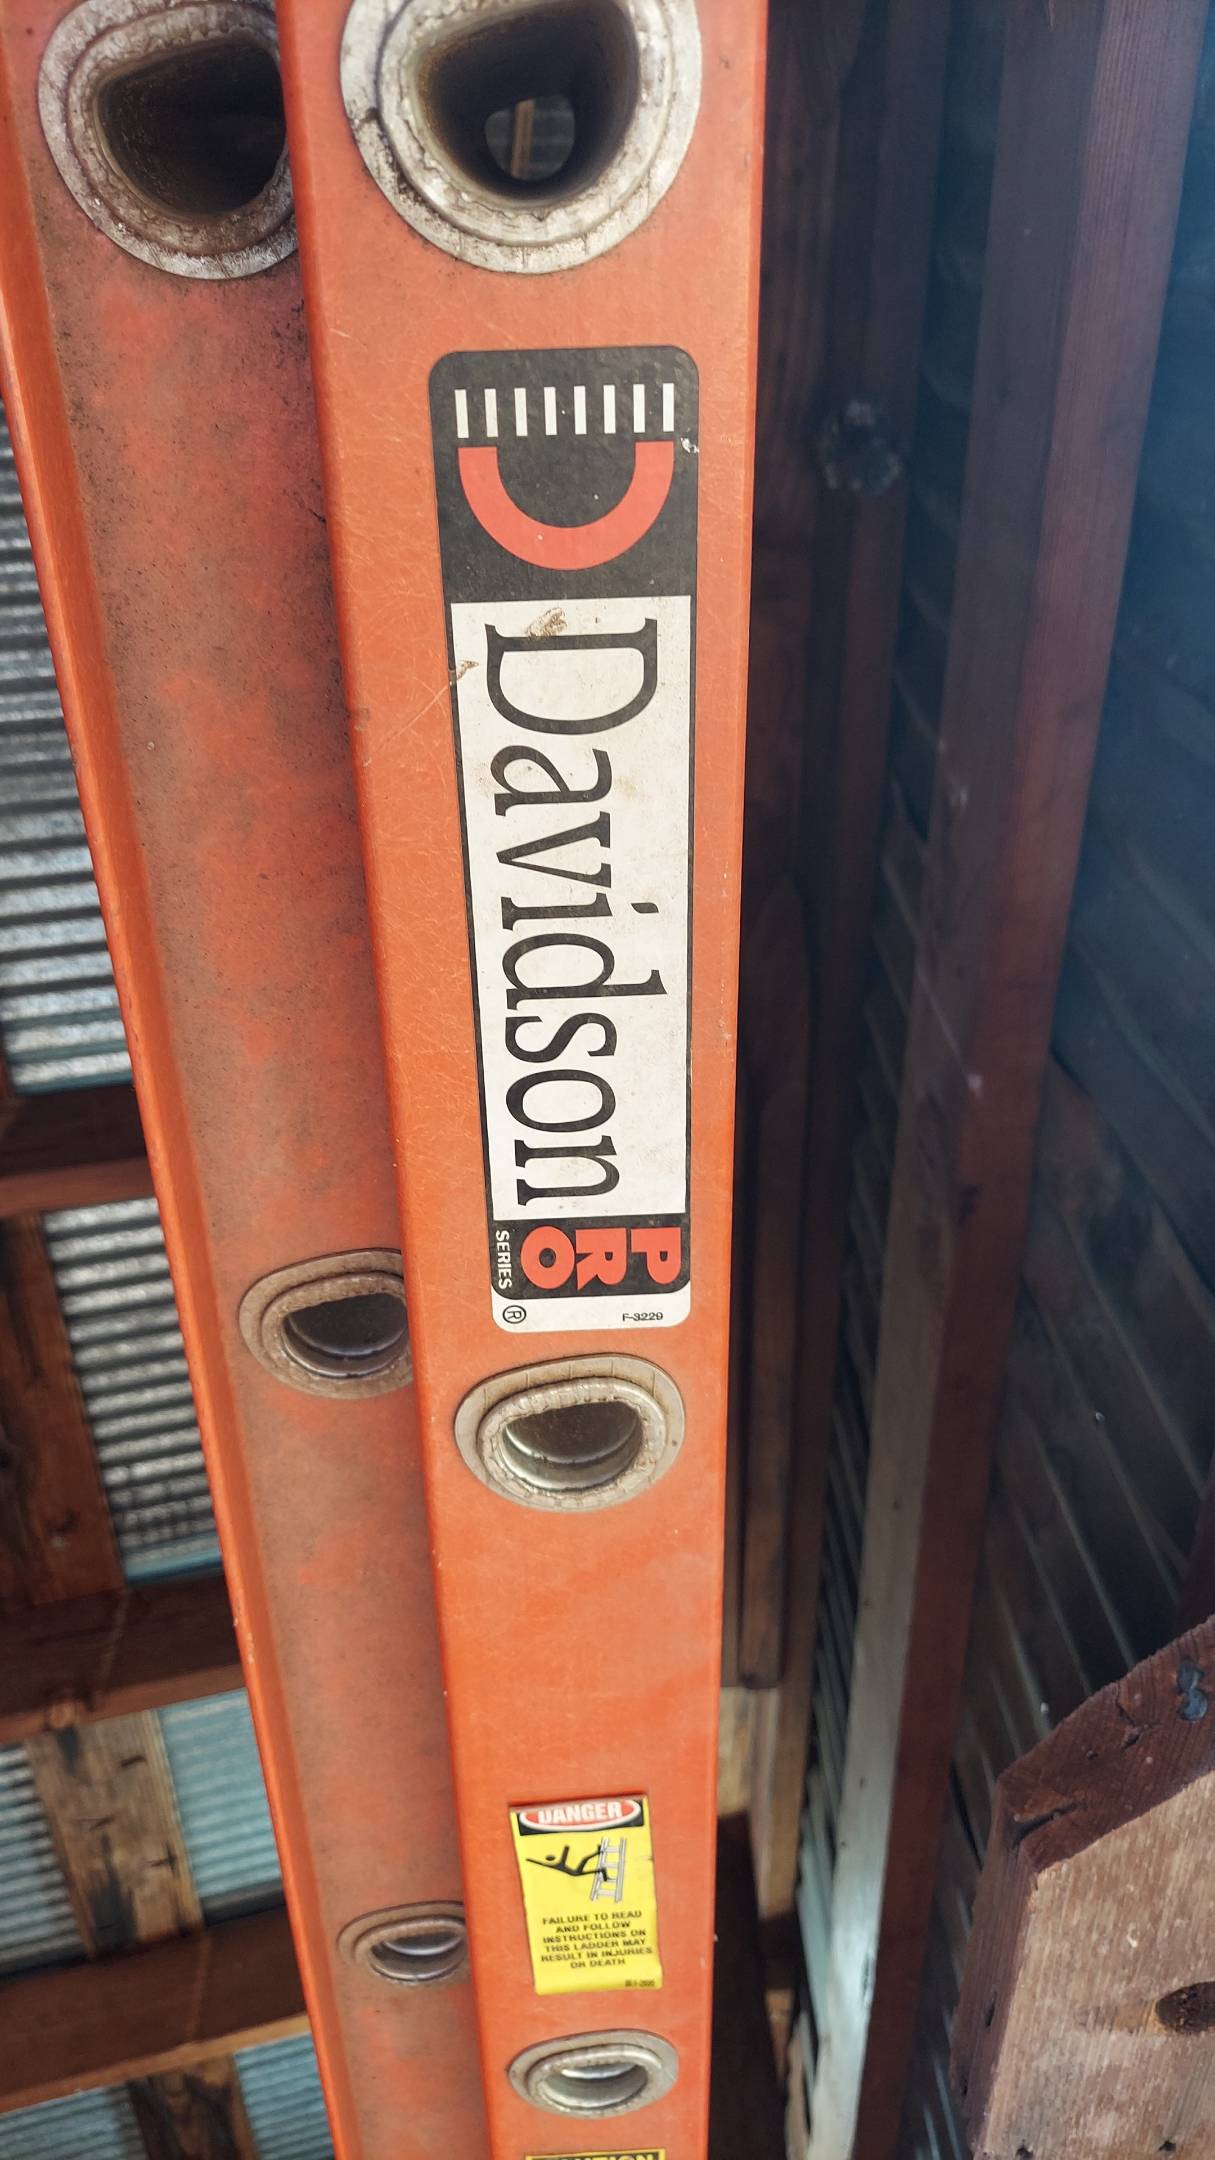 Davidson
PRO
SERIES
®
F-3229
DANGER
FAILURE TO READ
AND FOLLOW
INSTRUCTIONS ON
THIS LADDER MAY
RESULT IN INJURIES
OR DEATH
CAUTION